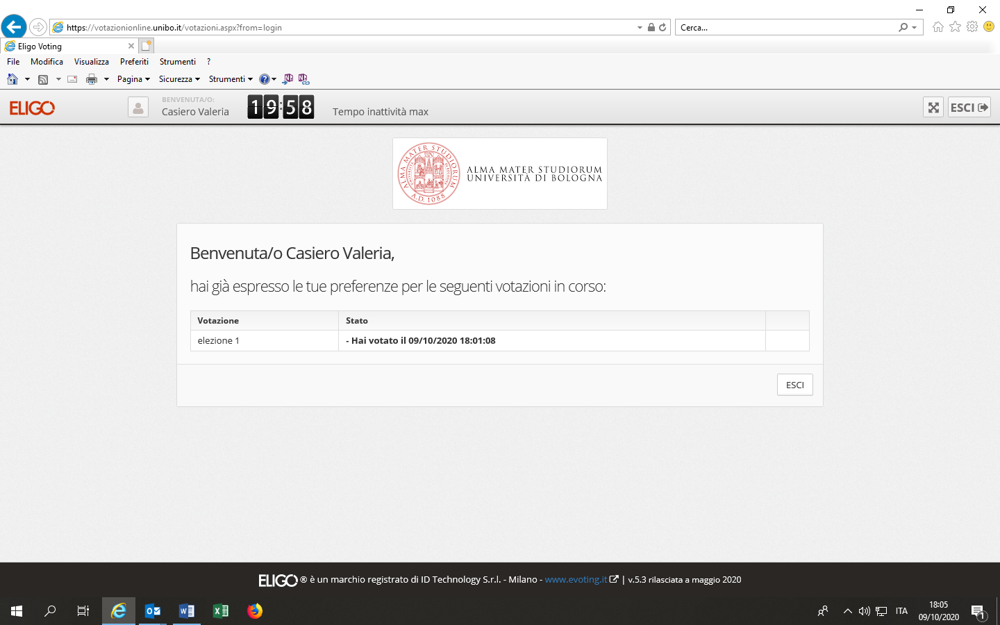 https://votazionionline.unibo.it/votazioni.aspx?from=login
Cerca...
Eligo Voting
File Modifica Visualizza Preferiti Strumenti ?
Pagina Sicurezza Strumenti
ELIGO
BENVENUTA/O:
Casiero Valeria
19:58
Tempo inattività max
ESCI
ALMA MATER STUDIORUM
A.D. 1088
ALMA MATER STUDIORUM
UNIVERSITÀ DI BOLOGNA
Benvenuta/o Casiero Valeria,
hai già espresso le tue preferenze per le seguenti votazioni in corso:
Votazione Stato
elezione 1 - Hai votato il 09/10/2020 18:01:08
ESCI
ELIGO ® è un marchio registrato di ID Technology S.r.l. - Milano - www.evoting.it | v.5.3 rilasciata a maggio 2020
ITA
18:05
09/10/2020
1